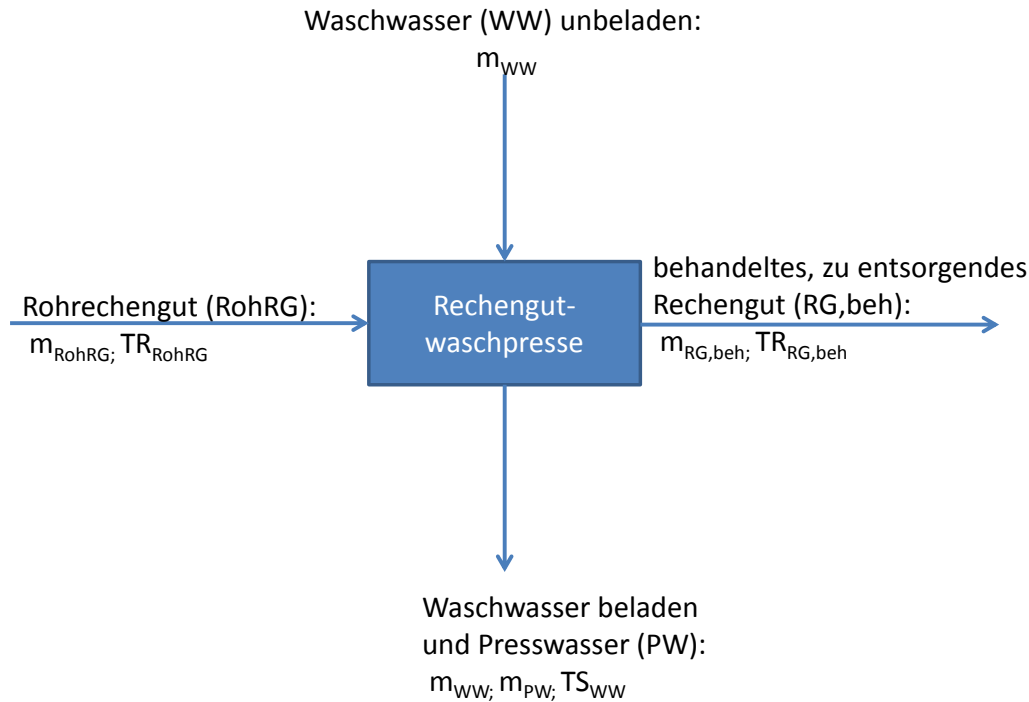 Waschwasser (WW) unbeladen:
mWW
Rohrechengut (RohRG):
mRohRG; TRRohRG
Rechengut-
waschpresse
behandeltes, zu entsorgendes
Rechengut (RG,beh):
mRG,beh; TRRG,beh
Waschwasser beladen
und Presswasser (PW):
mWW; mPW; TSWW